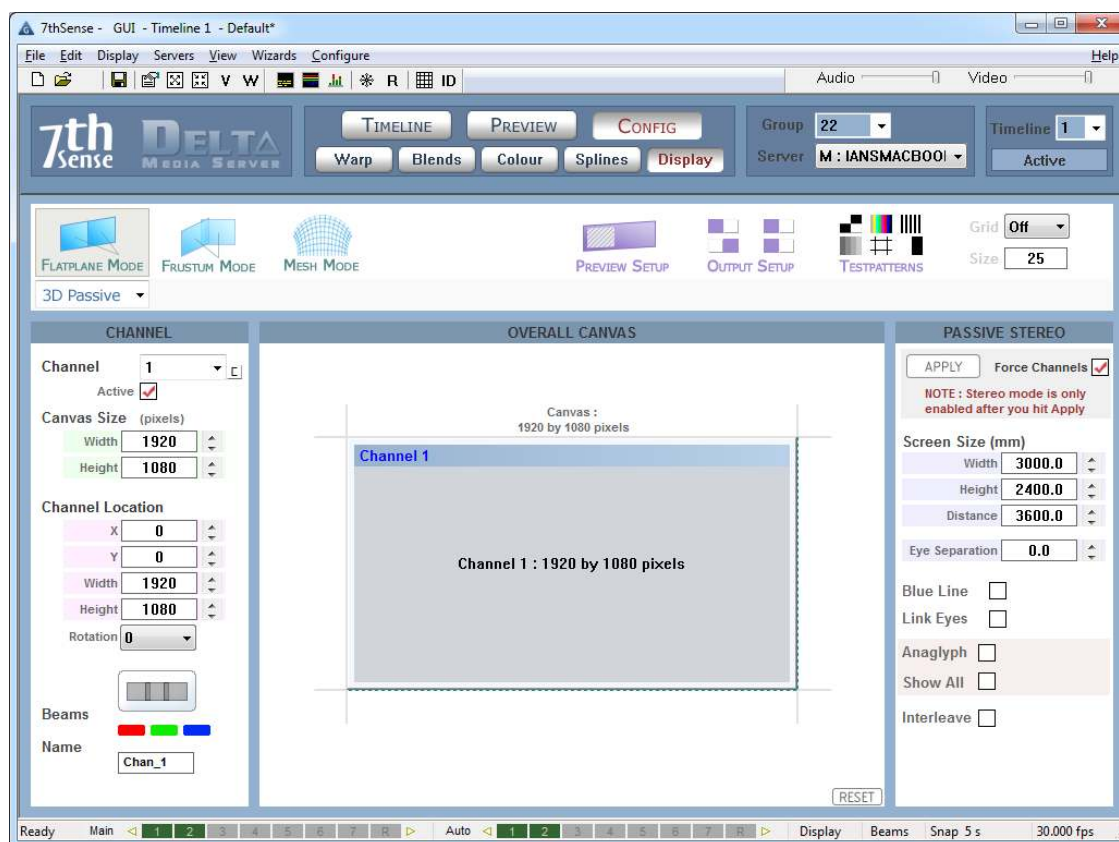 7thSense - GUI - Timeline 1 - Default*
File Edit Display Servers View Wizards Configure Help
V W R ID Audio Video
7th sense DELTA MEDIA SERVER
TIMELINE PREVIEW CONFIG
Warp Blends Colour Splines Display
Group 22
Server M : IANSMACBOO
Timeline 1
Active
FLATPLANE MODE FRUSTUM MODE MESH MODE PREVIEW SETUP OUTPUT SETUP TESTPATTERNS
Grid Off
Size 25
3D Passive
CHANNEL
Channel 1
Active
Canvas Size (pixels)
Width 1920
Height 1080
Channel Location
X 0
Y 0
Width 1920
Height 1080
Rotation 0
Beams
Name
Chan_1
OVERALL CANVAS
Canvas :
1920 by 1080 pixels
Channel 1
Channel 1 : 1920 by 1080 pixels
RESET
PASSIVE STEREO
APPLY Force Channels
NOTE : Stereo mode is only
enabled after you hit Apply
Screen Size (mm)
Width 3000.0
Height 2400.0
Distance 3600.0
Eye Separation 0.0
Blue Line
Link Eyes
Anaglyph
Show All
Interleave
Ready Main 1 2 3 4 5 6 7 R Auto 1 2 3 4 5 6 7 R Display Beams Snap 5 s 30.000 fps